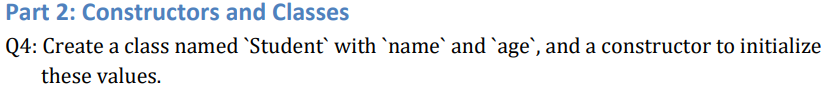 Part 2: Constructors and Classes
Q4: Create a class named `Student` with `name` and `age`, and a constructor to initialize
these values.